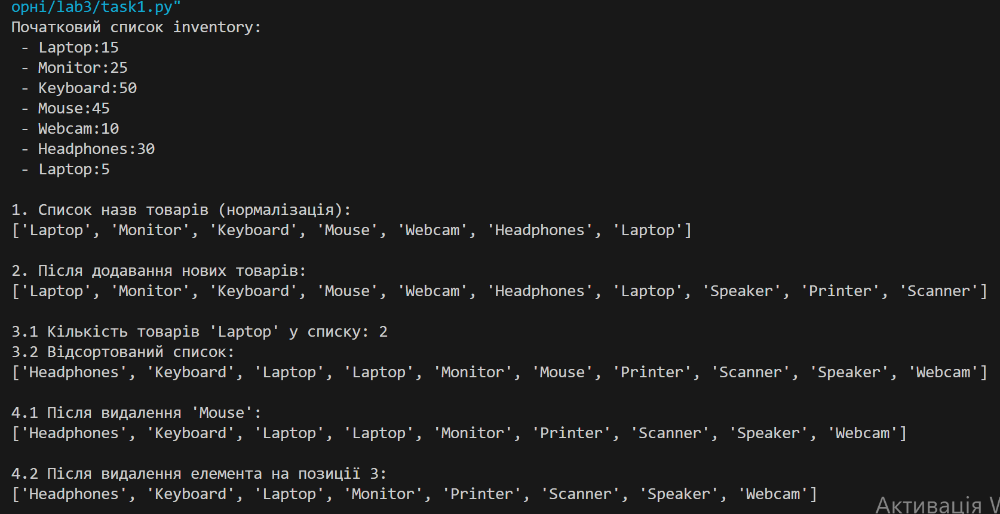 орні/lab3/task1.py"
Початковий список inventory:
 - Laptop:15
 - Monitor:25
 - Keyboard:50
 - Mouse:45
 - Webcam:10
 - Headphones:30
 - Laptop:5
1. Список назв товарів (нормалізація):
['Laptop', 'Monitor', 'Keyboard', 'Mouse', 'Webcam', 'Headphones', 'Laptop']
2. Після додавання нових товарів:
['Laptop', 'Monitor', 'Keyboard', 'Mouse', 'Webcam', 'Headphones', 'Laptop', 'Speaker', 'Printer', 'Scanner']
3.1 Кількість товарів 'Laptop' у списку: 2
3.2 Відсортований список:
['Headphones', 'Keyboard', 'Laptop', 'Laptop', 'Monitor', 'Mouse', 'Printer', 'Scanner', 'Speaker', 'Webcam']
4.1 Після видалення 'Mouse':
['Headphones', 'Keyboard', 'Laptop', 'Laptop', 'Monitor', 'Printer', 'Scanner', 'Speaker', 'Webcam']
4.2 Після видалення елемента на позиції 3:
['Headphones', 'Keyboard', 'Laptop', 'Monitor', 'Printer', 'Scanner', 'Speaker', 'Webcam']
Активація